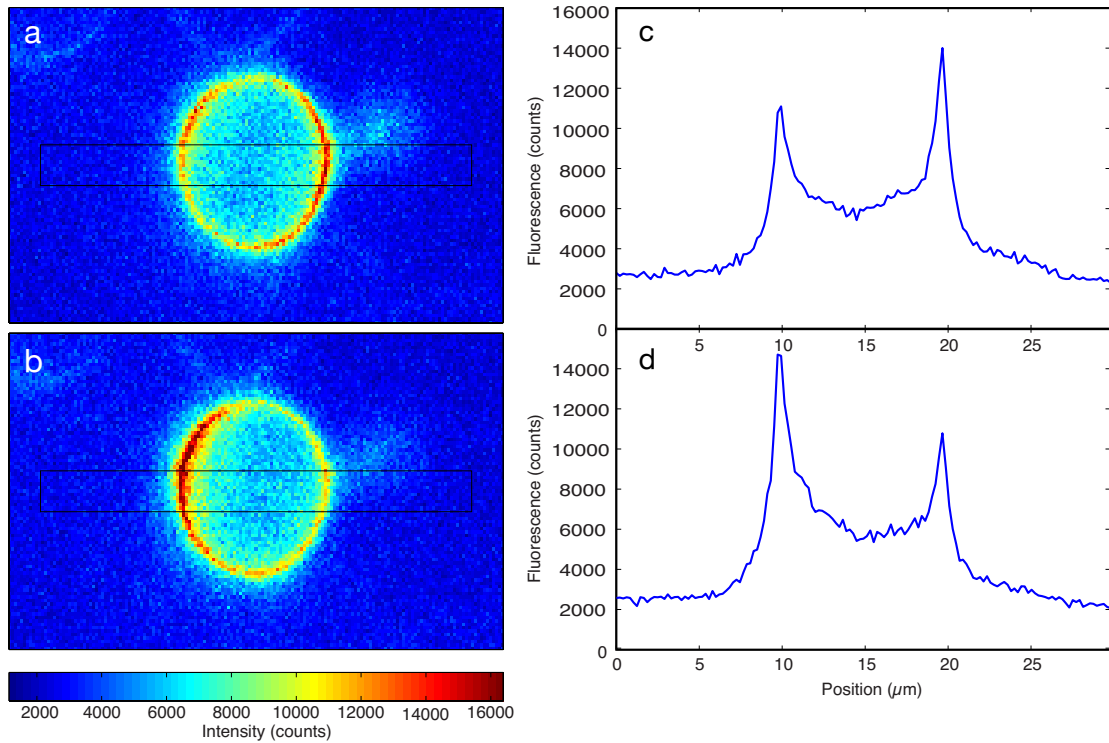 a
b
2000 4000 6000 8000 10000 12000 14000 16000
Intensity (counts)
c
16000
14000
12000
10000
8000
6000
4000
2000
0
Fluorescence (counts)
5 10 15 20 25
d
14000
12000
10000
8000
6000
4000
2000
0
Fluorescence (counts)
0 5 10 15 20 25
Position (µm)